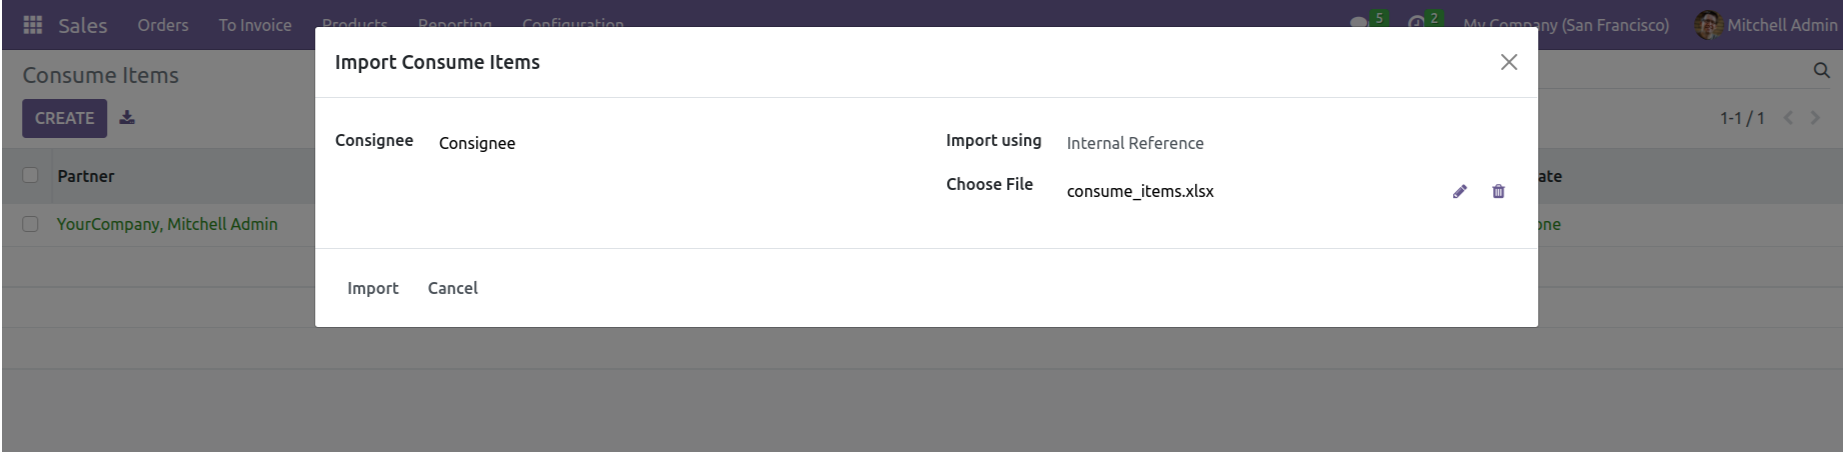 Sales Orders To Invoice Products Reporting Configuration 5 2 My Company (San Francisco) Mitchell Admin
Import Consume Items
Consume Items
CREATE
1-1 / 1
Consignee Consignee Import using Internal Reference
Partner Choose File consume_items.xlsx ate
YourCompany, Mitchell Admin one
Import Cancel